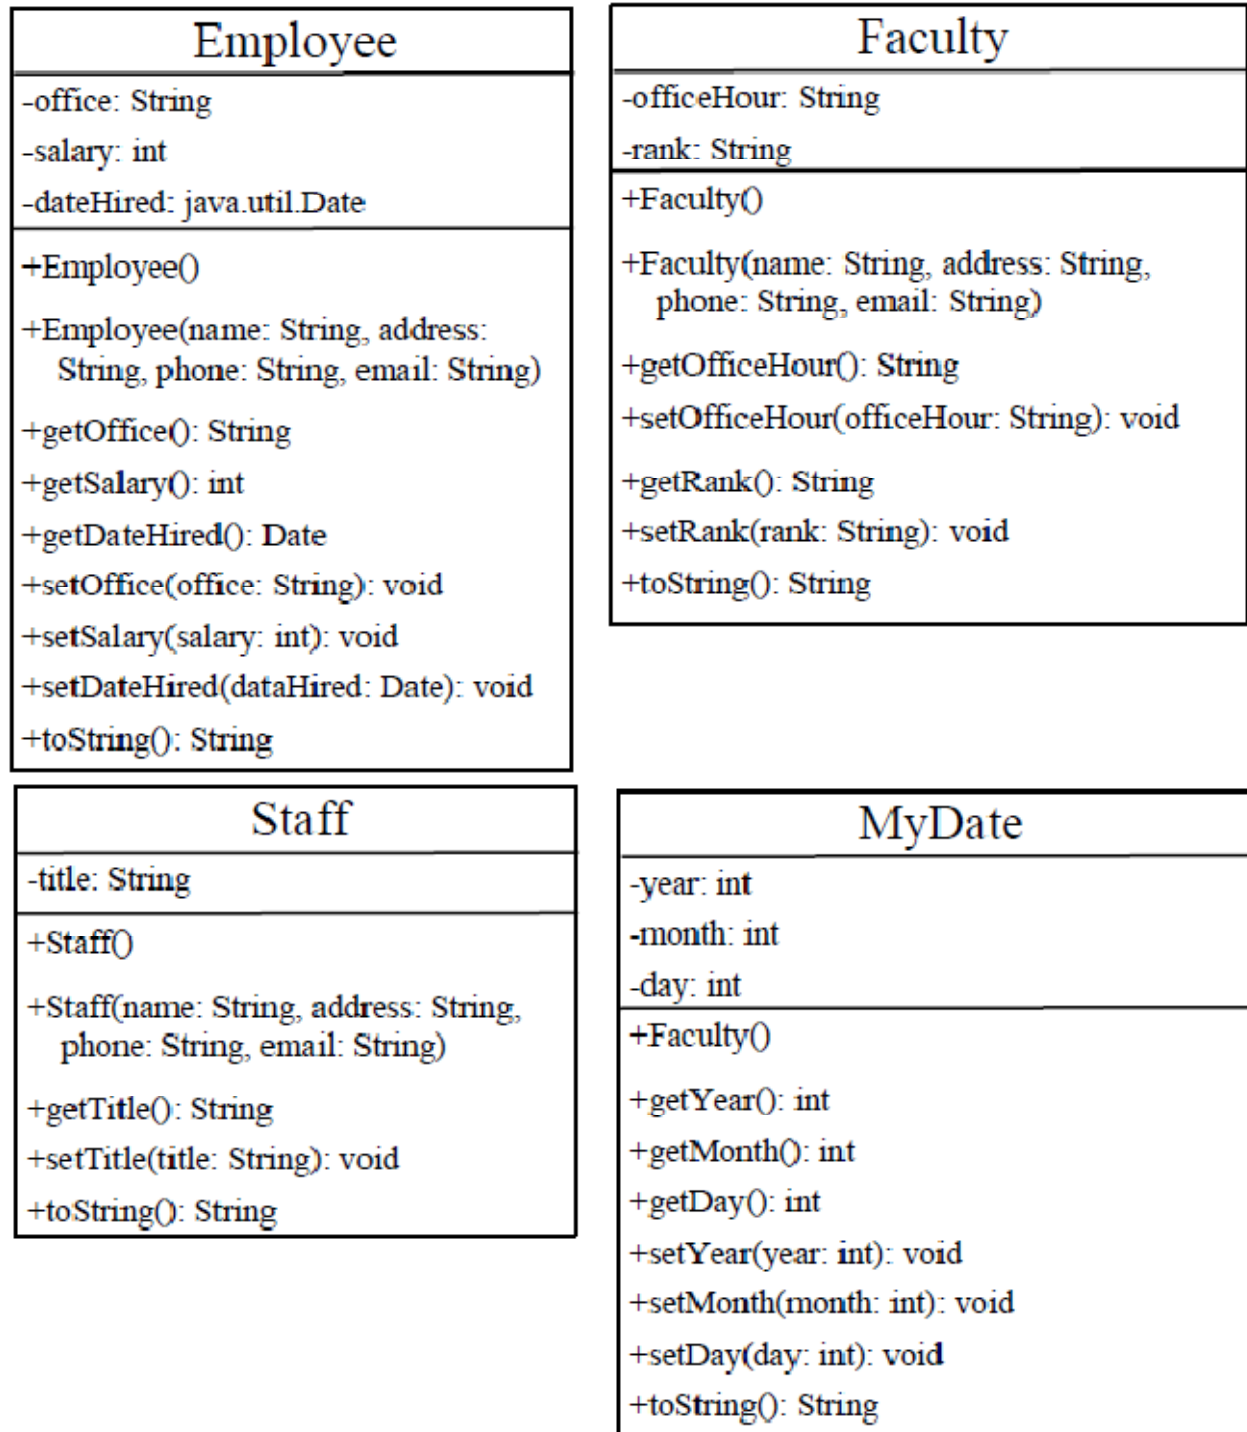 Employee
-office: String
-salary: int
-dateHired: java.util.Date
+Employee()
+Employee(name: String, address:
String, phone: String, email: String)
+getOffice(): String
+getSalary(): int
+getDateHired(): Date
+setOffice(office: String): void
+setSalary(salary: int): void
+setDateHired(dataHired: Date): void
+toString(): String
Faculty
-officeHour: String
-rank: String
+Faculty()
+Faculty(name: String, address: String,
phone: String, email: String)
+getOfficeHour(): String
+setOfficeHour(officeHour: String): void
+getRank(): String
+setRank(rank: String): void
+toString(): String
Staff
-title: String
+Staff()
+Staff(name: String, address: String,
phone: String, email: String)
+getTitle(): String
+setTitle(title: String): void
+toString(): String
MyDate
-year: int
-month: int
-day: int
+Faculty()
+getYear(): int
+getMonth(): int
+getDay(): int
+setYear(year: int): void
+setMonth(month: int): void
+setDay(day: int): void
+toString(): String